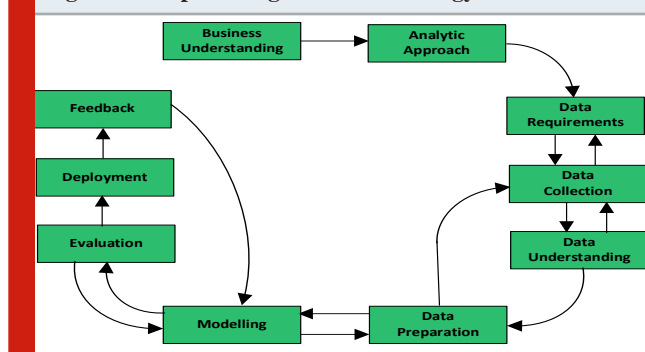 Business
Understanding
Analytic
Approach
Feedback
Data
Requirements
Deployment
Data
Collection
Evaluation
Data
Understanding
Modelling
Data
Preparation